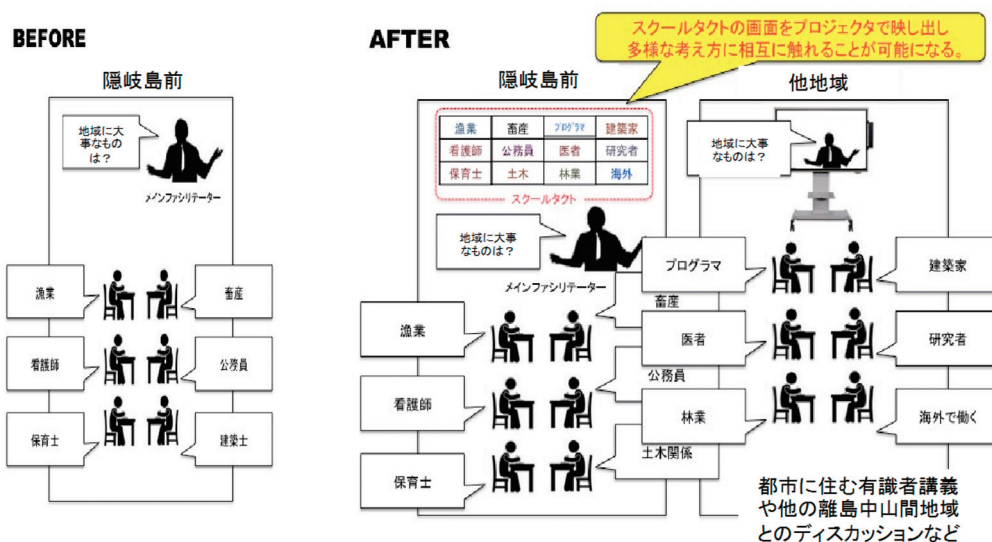 BEFORE
隠岐島前
地域に大
事なもの
は？
メインファシリテーター
漁業
畜産
看護師
公務員
保育士
建築士
AFTER
スクールタクトの画面をプロジェクタで映し出し
多様な考え方に相互に触れることが可能になる。
隠岐島前
漁業 畜産 プログラマ 建築家
看護師 公務員 医者 研究者
保育士 土木 林業 海外
スクールタクト
地域に大事
なものは？
メインファシリテーター
漁業
畜産
看護師
公務員
保育士
土木関係
他地域
地域に大事
なものは？
プログラマ
建築家
医者
研究者
林業
海外で働く
都市に住む有識者講義
や他の離島中山間地域
とのディスカッションなど